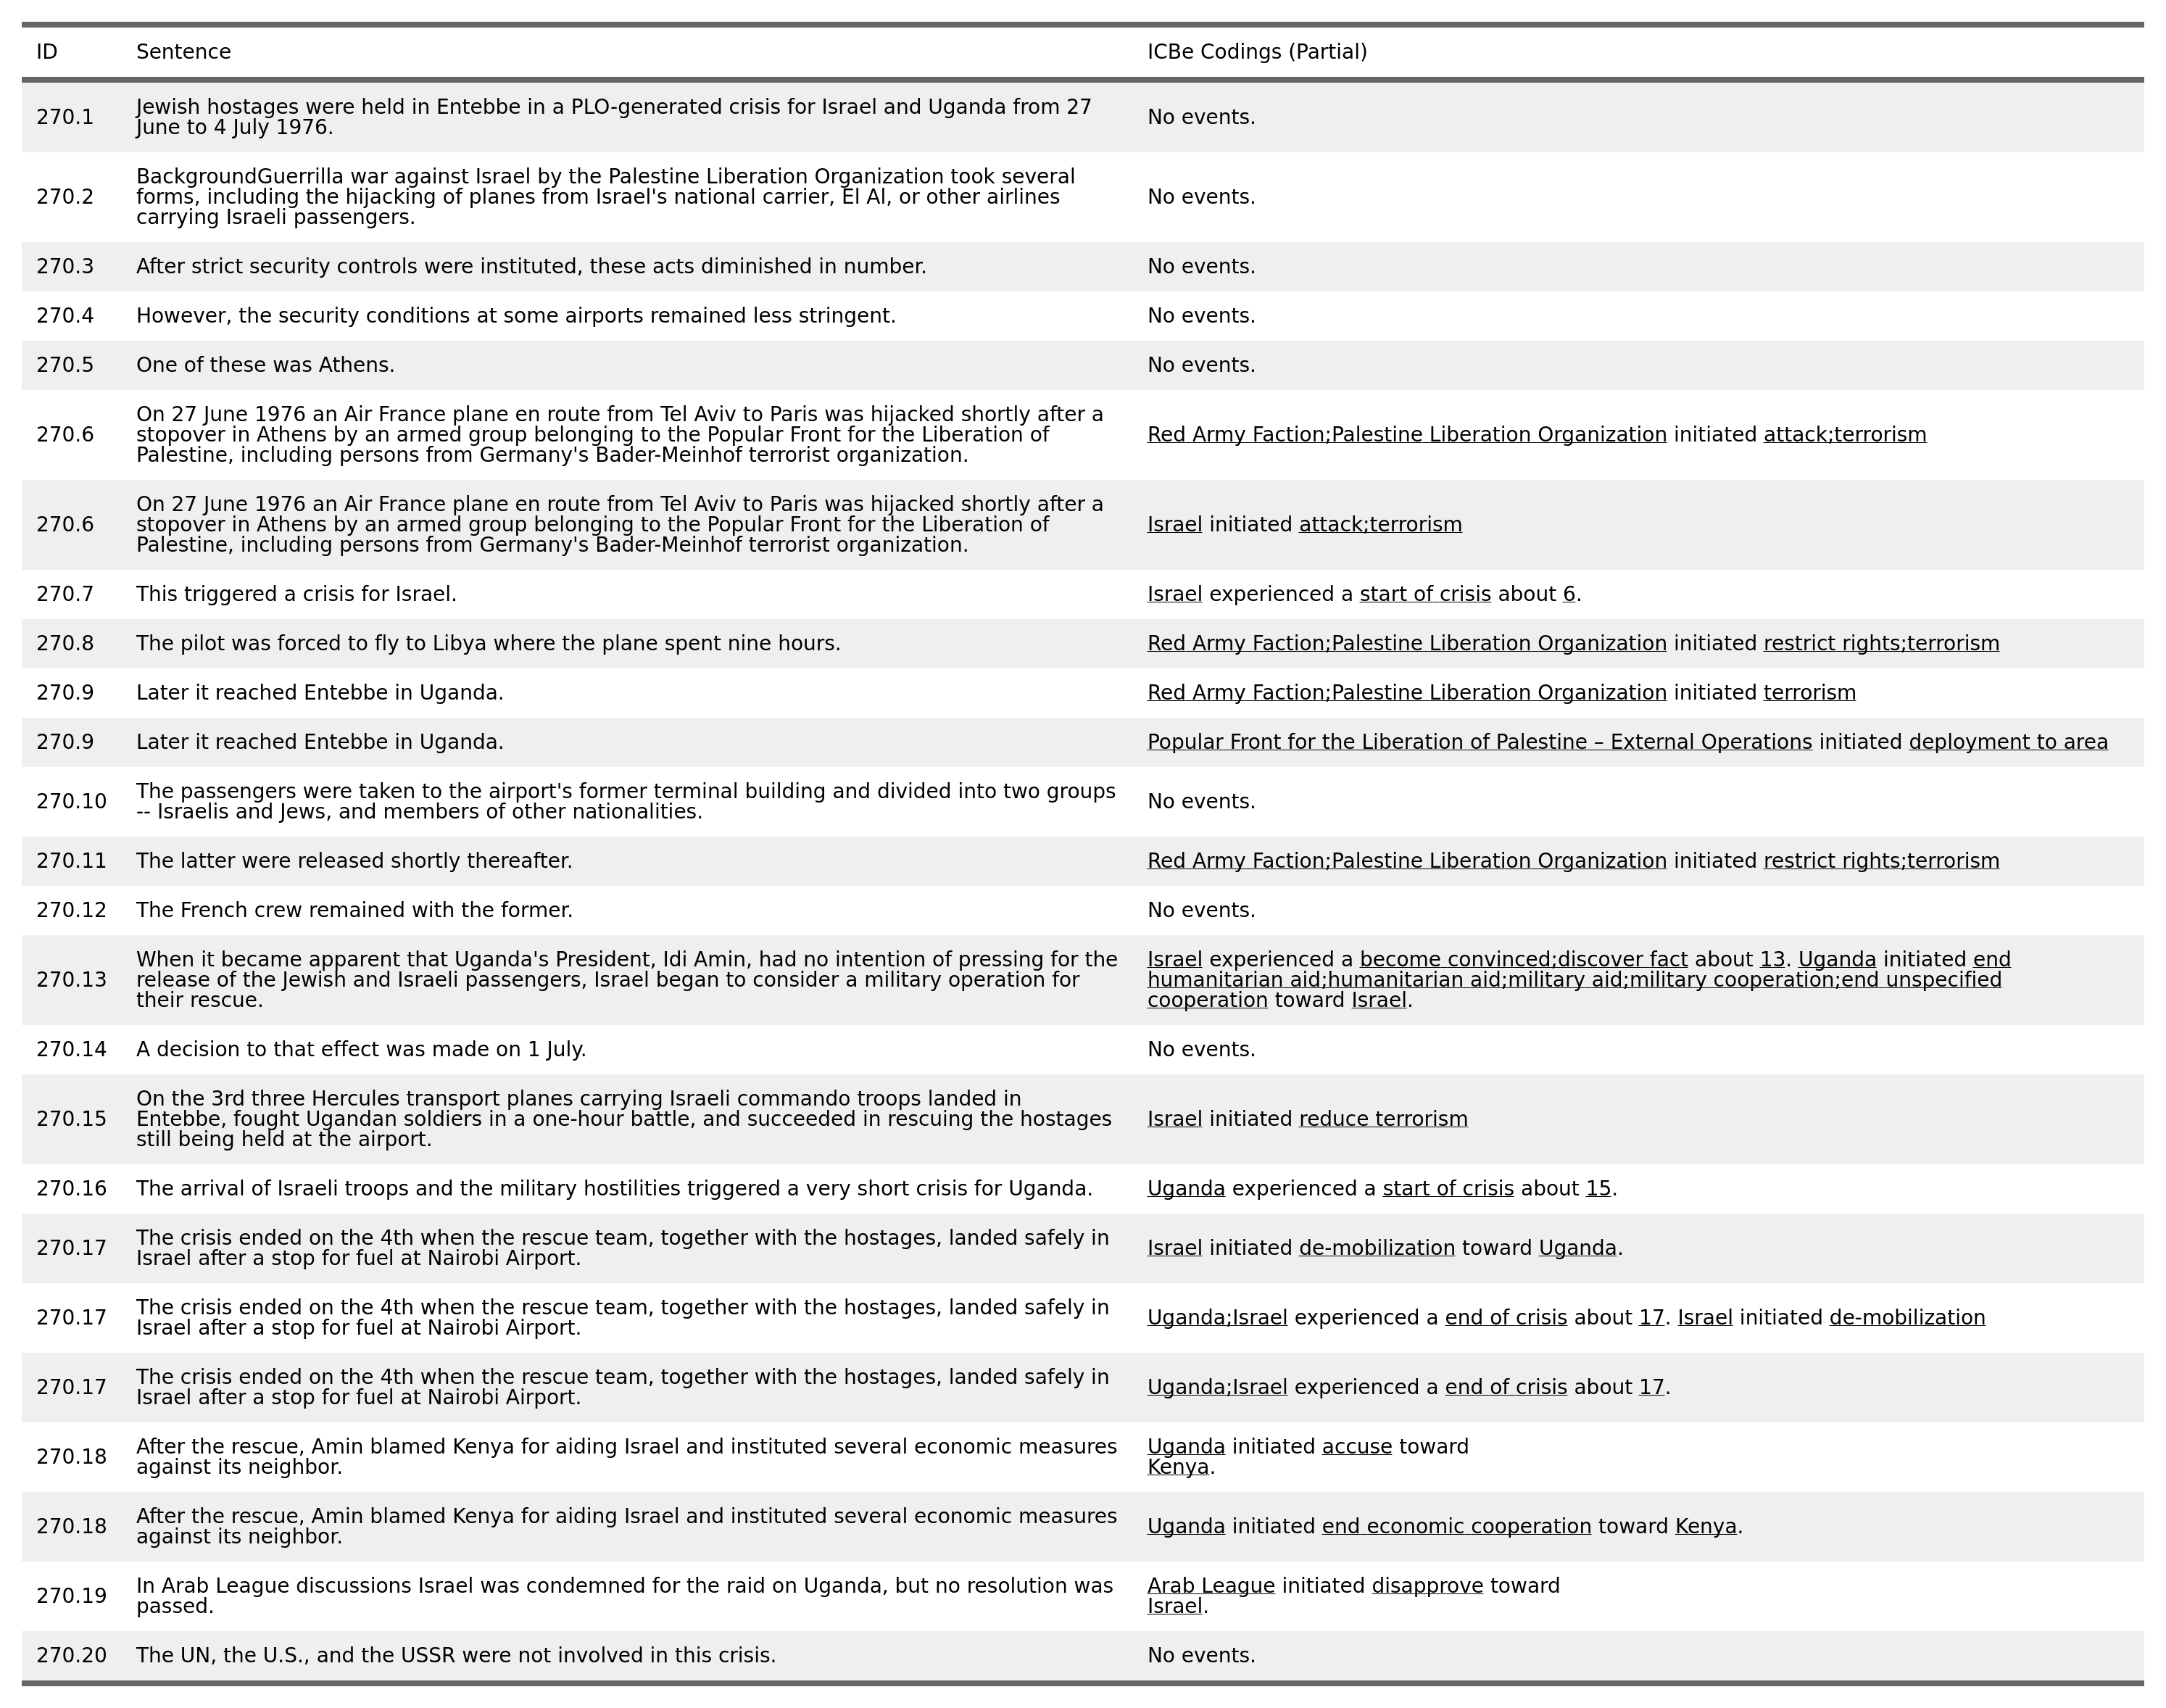 ID Sentence ICBe Codings (Partial)
270.1 Jewish hostages were held in Entebbe in a PLO-generated crisis for Israel and Uganda from 27
June to 4 July 1976. No events.
270.2 BackgroundGuerrilla war against Israel by the Palestine Liberation Organization took several
forms, including the hijacking of planes from Israel's national carrier, El Al, or other airlines
carrying Israeli passengers. No events.
270.3 After strict security controls were instituted, these acts diminished in number. No events.
270.4 However, the security conditions at some airports remained less stringent. No events.
270.5 One of these was Athens. No events.
270.6 On 27 June 1976 an Air France plane en route from Tel Aviv to Paris was hijacked shortly after a
stopover in Athens by an armed group belonging to the Popular Front for the Liberation of
Palestine, including persons from Germany's Bader-Meinhof terrorist organization.
Red Army Faction;Palestine Liberation Organization initiated attack;terrorism
270.6 On 27 June 1976 an Air France plane en route from Tel Aviv to Paris was hijacked shortly after a
stopover in Athens by an armed group belonging to the Popular Front for the Liberation of
Palestine, including persons from Germany's Bader-Meinhof terrorist organization.
Israel initiated attack;terrorism
270.7 This triggered a crisis for Israel. Israel experienced a start of crisis about 6.
270.8 The pilot was forced to fly to Libya where the plane spent nine hours. Red Army Faction;Palestine Liberation Organization initiated restrict rights;terrorism
270.9 Later it reached Entebbe in Uganda. Red Army Faction;Palestine Liberation Organization initiated terrorism
270.9 Later it reached Entebbe in Uganda. Popular Front for the Liberation of Palestine – External Operations initiated deployment to area
270.10 The passengers were taken to the airport's former terminal building and divided into two groups
-- Israelis and Jews, and members of other nationalities. No events.
270.11 The latter were released shortly thereafter. Red Army Faction;Palestine Liberation Organization initiated restrict rights;terrorism
270.12 The French crew remained with the former. No events.
270.13 When it became apparent that Uganda's President, Idi Amin, had no intention of pressing for the
release of the Jewish and Israeli passengers, Israel began to consider a military operation for
their rescue.
Israel experienced a become convinced;discover fact about 13. Uganda initiated end
humanitarian aid;humanitarian aid;military aid;military cooperation;end unspecified
cooperation toward Israel.
270.14 A decision to that effect was made on 1 July. No events.
270.15 On the 3rd three Hercules transport planes carrying Israeli commando troops landed in
Entebbe, fought Ugandan soldiers in a one-hour battle, and succeeded in rescuing the hostages
still being held at the airport.
Israel initiated reduce terrorism
270.16 The arrival of Israeli troops and the military hostilities triggered a very short crisis for Uganda. Uganda experienced a start of crisis about 15.
270.17 The crisis ended on the 4th when the rescue team, together with the hostages, landed safely in
Israel after a stop for fuel at Nairobi Airport.
Israel initiated de-mobilization toward Uganda.
270.17 The crisis ended on the 4th when the rescue team, together with the hostages, landed safely in
Israel after a stop for fuel at Nairobi Airport.
Uganda;Israel experienced a end of crisis about 17. Israel initiated de-mobilization
270.17 The crisis ended on the 4th when the rescue team, together with the hostages, landed safely in
Israel after a stop for fuel at Nairobi Airport.
Uganda;Israel experienced a end of crisis about 17.
270.18 After the rescue, Amin blamed Kenya for aiding Israel and instituted several economic measures
against its neighbor.
Uganda initiated accuse toward
Kenya.
270.18 After the rescue, Amin blamed Kenya for aiding Israel and instituted several economic measures
against its neighbor.
Uganda initiated end economic cooperation toward Kenya.
270.19 In Arab League discussions Israel was condemned for the raid on Uganda, but no resolution was
passed.
Arab League initiated disapprove toward
Israel.
270.20 The UN, the U.S., and the USSR were not involved in this crisis. No events.